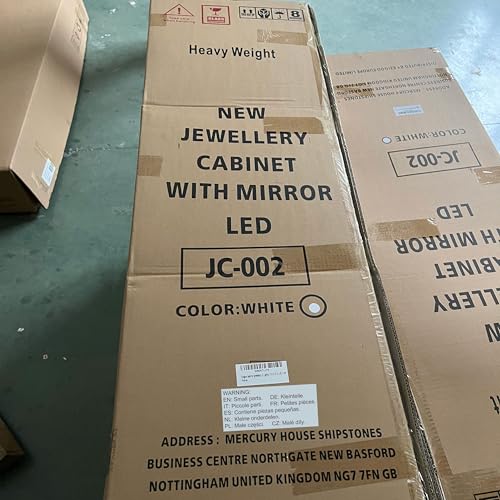 Heavy Weight
NEW
JEWELLERY
CABINET
WITH MIRROR
LED
JC-002
COLOR:WHITE
WARNING:
EN: Small parts. DE: Kleinteile.
IT: Piccole parti. FR: Petites pièces
ES: Contiene piezas pequeñas.
NL: Kleine onderdelen.
PL: Małe części CZ: Malé díly.
ADDRESS : MERCURY HOUSE SHIPSTONES
BUSINESS CENTRE NORTHGATE NEW BASFORD
NOTTINGHAM UNITED KINGDOM NG7 7FN GB
COLOR:WHITE
JC-002
LED
TH MIRROR
ABINET
ELLERY
W